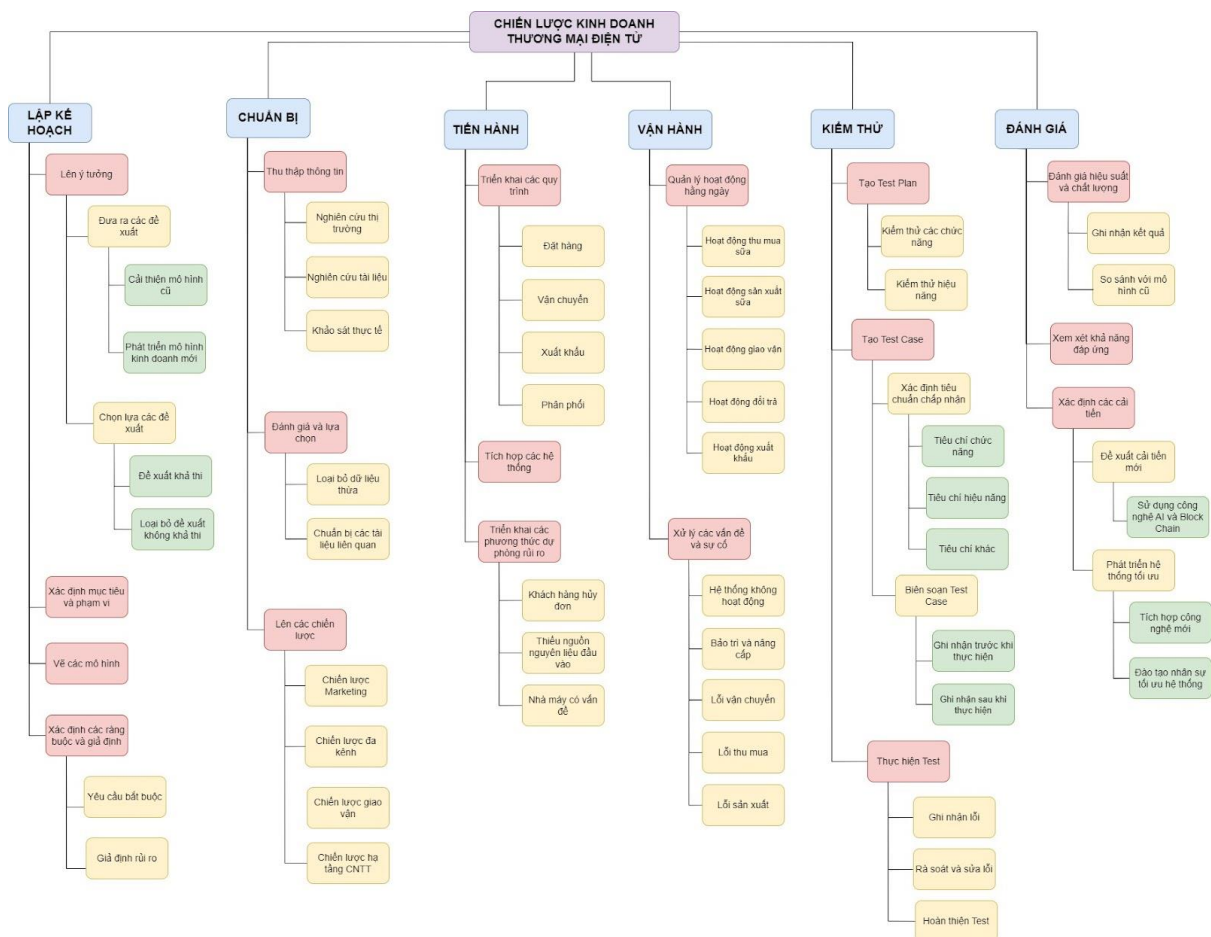 CHIẾN LƯỢC KINH DOANH
THƯƠNG MẠI ĐIỆN TỬ
LẬP KẾ
HOẠCH
Lên ý tưởng
Đưa ra các đề
xuất
Cải thiện mô hình
cũ
Phát triển mô hình
kinh doanh mới
Chọn lựa các đề
xuất
Đề xuất khả thi
Loại bỏ đề xuất
không khả thi
Xác định mục tiêu
và phạm vi
Vẽ các mô hình
Xác định các ràng
buộc và giả định
Yêu cầu bắt buộc
Giả định rủi ro
CHUẨN BỊ
Thu thập thông tin
Nghiên cứu thị
trường
Nghiên cứu tài liệu
Khảo sát thực tế
Đánh giá và lựa
chọn
Loại bỏ dữ liệu
thừa
Chuẩn bị các tài
liệu liên quan
Lên các chiến
lược
Chiến lược
Marketing
Chiến lược đa
kênh
Chiến lược giao
vận
Chiến lược hạ
tầng CNTT
TIẾN HÀNH
Triển khai các quy
trình
Đặt hàng
Vận chuyển
Xuất khẩu
Phân phối
Tích hợp các hệ
thống
Triển khai các
phương thức dự
phòng rủi ro
Khách hàng hủy
đơn
Thiếu nguồn
nguyên liệu đầu
vào
Nhà máy có vấn
đề
VẬN HÀNH
Quản lý hoạt động
hằng ngày
Hoạt động thu mua
sữa
Hoạt động sản xuất
sữa
Hoạt động giao vận
Hoạt động đổi trả
Hoạt động xuất
khẩu
Xử lý các vấn đề
và sự cố
Hệ thống không
hoạt động
Bảo trì và nâng
cấp
Lỗi vận chuyển
Lỗi thu mua
Lỗi sản xuất
KIỂM THỬ
Tạo Test Plan
Kiểm thử các chức
năng
Kiểm thử hiệu
năng
Tạo Test Case
Xác định tiêu
chuẩn chấp nhận
Tiêu chí chức
năng
Tiêu chí hiệu năng
Tiêu chí khác
Biên soạn Test
Case
Ghi nhận trước khi
thực hiện
Ghi nhận sau khi
thực hiện
Thực hiện Test
Ghi nhận lỗi
Rà soát và sửa lỗi
Hoàn thiện Test
ĐÁNH GIÁ
Đánh giá hiệu suất
và chất lượng
Ghi nhận kết quả
So sánh với mô
hình cũ
Xem xét khả năng
đáp ứng
Xác định các cải
tiến
Đề xuất cải tiến
mới
Sử dụng công
nghệ AI và Block
Chain
Phát triển hệ
thống tối ưu
Tích hợp công
nghệ mới
Đào tạo nhân sự
tối ưu hệ thống